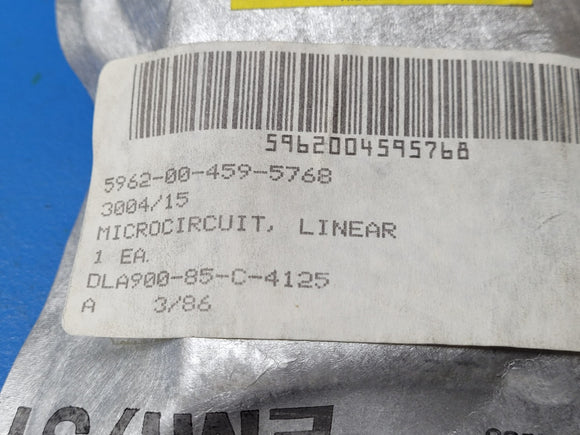 5962004595768
5962-00-459-5768
3004/15
MICROCIRCUIT, LINEAR
1 EA.
DLA900-85-C-4125
A 3/86